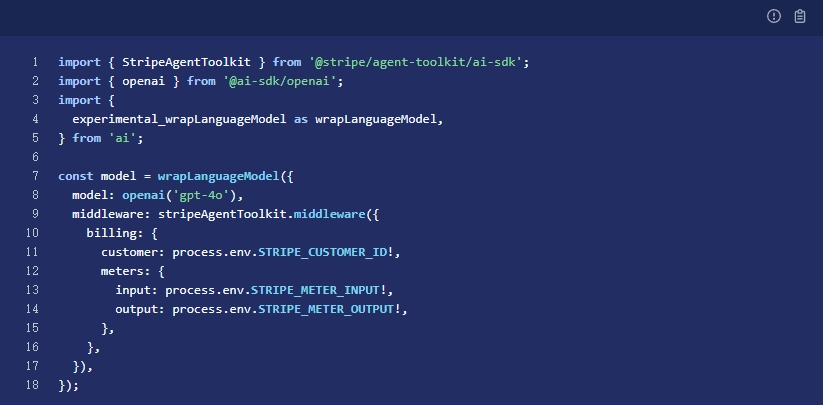 1 import { StripeAgentToolkit } from '@stripe/agent-toolkit/ai-sdk';
2 import { openai } from '@ai-sdk/openai';
3 import {
4   experimental_wrapLanguageModel as wrapLanguageModel,
5 } from 'ai';
6
7 const model = wrapLanguageModel({
8   model: openai('gpt-4o'),
9   middleware: stripeAgentToolkit.middleware({
10     billing: {
11       customer: process.env.STRIPE_CUSTOMER_ID!,
12       meters: {
13         input: process.env.STRIPE_METER_INPUT!,
14         output: process.env.STRIPE_METER_OUTPUT!,
15       },
16     },
17   }),
18 });